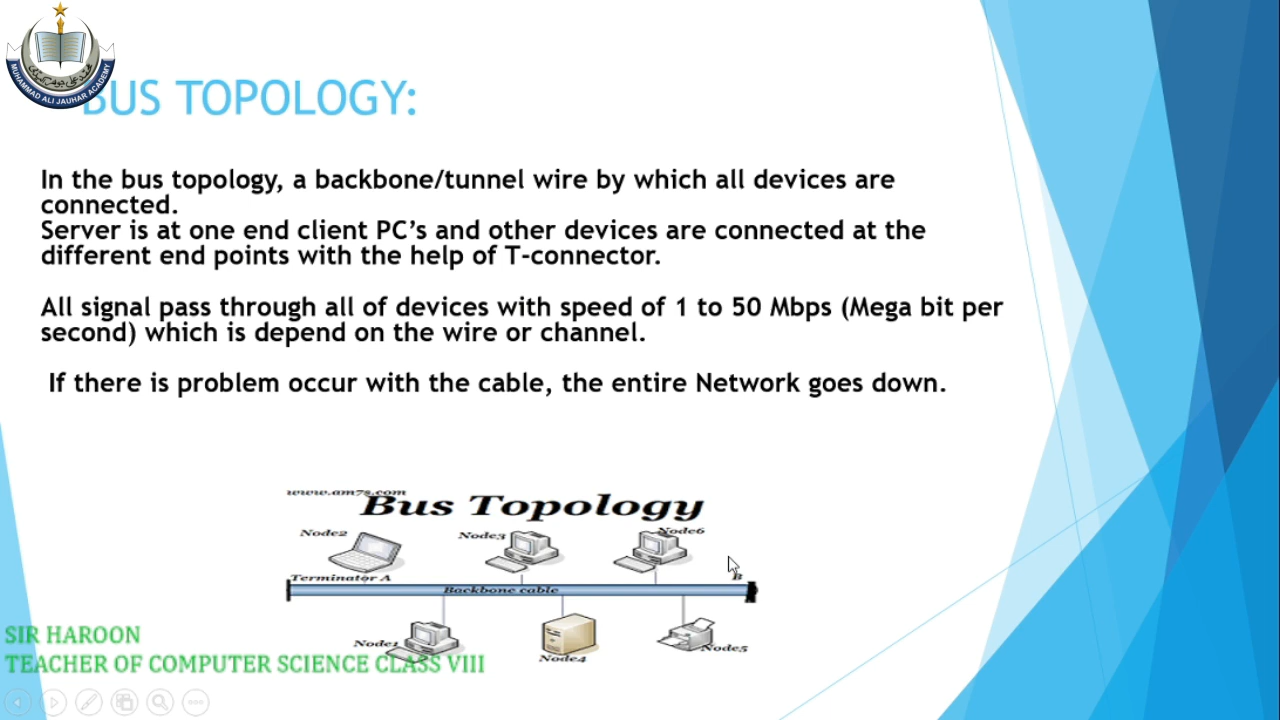 MUHAMMAD ALI JAUHAR ACADEMY
BUS TOPOLOGY:
In the bus topology, a backbone/tunnel wire by which all devices are
connected.
Server is at one end client PC’s and other devices are connected at the
different end points with the help of T-connector.
All signal pass through all of devices with speed of 1 to 50 Mbps (Mega bit per
second) which is depend on the wire or channel.
If there is problem occur with the cable, the entire Network goes down.
www.am7s.com
Bus Topology
Node2
Node3
Node6
Terminator A
B
Backbone cable
Node1
Node4
Node5
SIR HAROON
TEACHER OF COMPUTER SCIENCE CLASS VIII